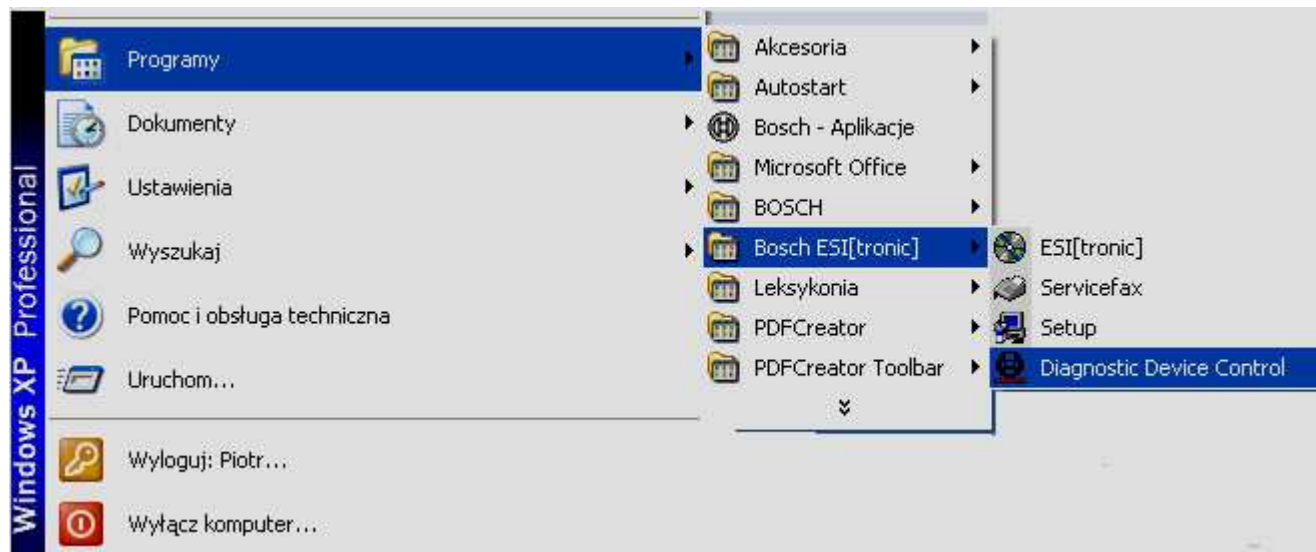 Windows XP Professional
Programy
Dokumenty
Ustawienia
Wyszukaj
Pomoc i obsługa techniczna
Uruchom...
Wyloguj: Piotr...
Wyłącz komputer...
Akcesoria
Autostart
Bosch - Aplikacje
Microsoft Office
BOSCH
Bosch ESI[tronic]
Leksykonia
PDFCreator
PDFCreator Toolbar
ESI[tronic]
Servicefax
Setup
Diagnostic Device Control